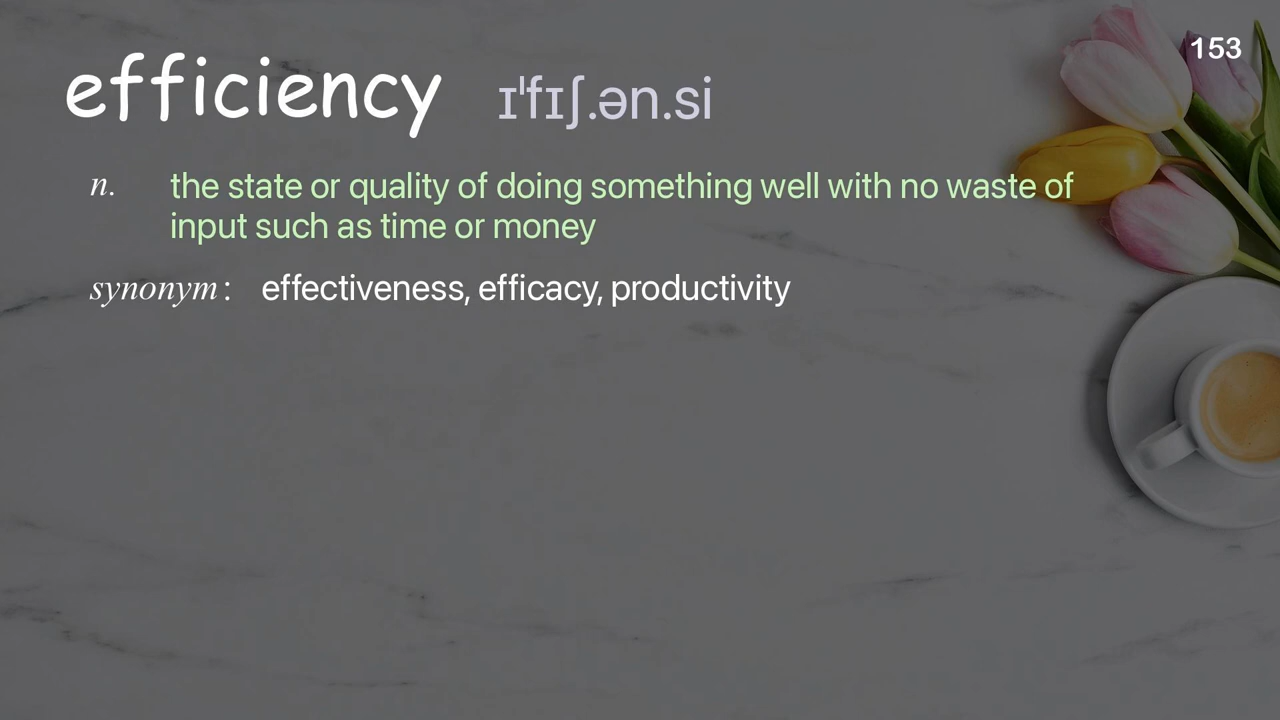 153
efficiency ɪˈfɪʃ.ən.si
n. the state or quality of doing something well with no waste of
input such as time or money
synonym: effectiveness, efficacy, productivity